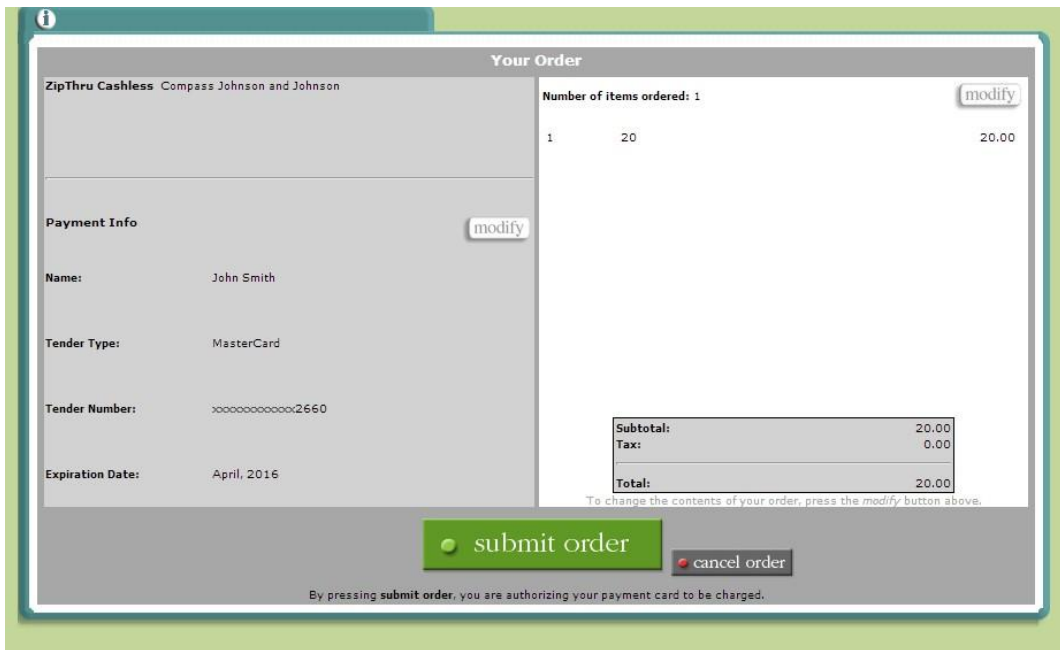 Your Order
ZipThru Cashless Compass Johnson and Johnson
Number of items ordered: 1
modify
1 20 20.00
Payment Info
modify
Name: John Smith
Tender Type: MasterCard
Tender Number: xxxxxxxxxxxx2660
Expiration Date: April, 2016
Subtotal: 20.00
Tax: 0.00
Total: 20.00
To change the contents of your order, press the modify button above.
submit order
cancel order
By pressing submit order, you are authorizing your payment card to be charged.